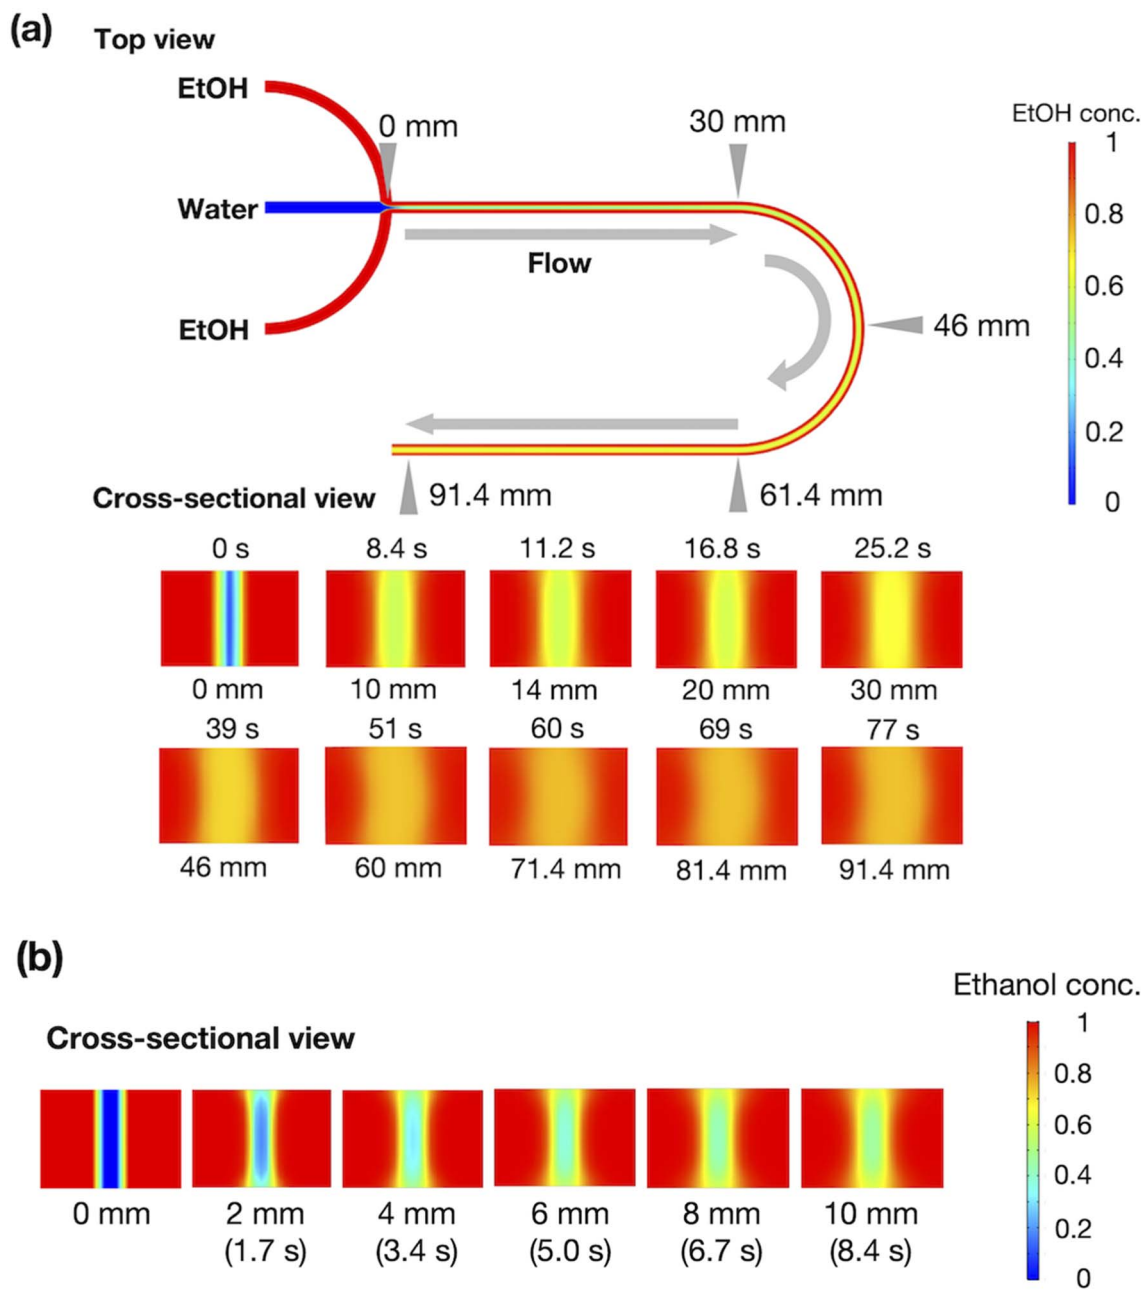 (a)
Top view
EtOH
0 mm
30 mm
EtOH conc.
1
0.8
0.6
0.4
0.2
0
Water
Flow
EtOH
46 mm
91.4 mm
61.4 mm
Cross-sectional view
0 s 8.4 s 11.2 s 16.8 s 25.2 s
0 mm 10 mm 14 mm 20 mm 30 mm
39 s 51 s 60 s 69 s 77 s
46 mm 60 mm 71.4 mm 81.4 mm 91.4 mm
(b)
Ethanol conc.
Cross-sectional view
1
0.8
0.6
0.4
0.2
0
0 mm 2 mm 4 mm 6 mm 8 mm 10 mm
(1.7 s) (3.4 s) (5.0 s) (6.7 s) (8.4 s)